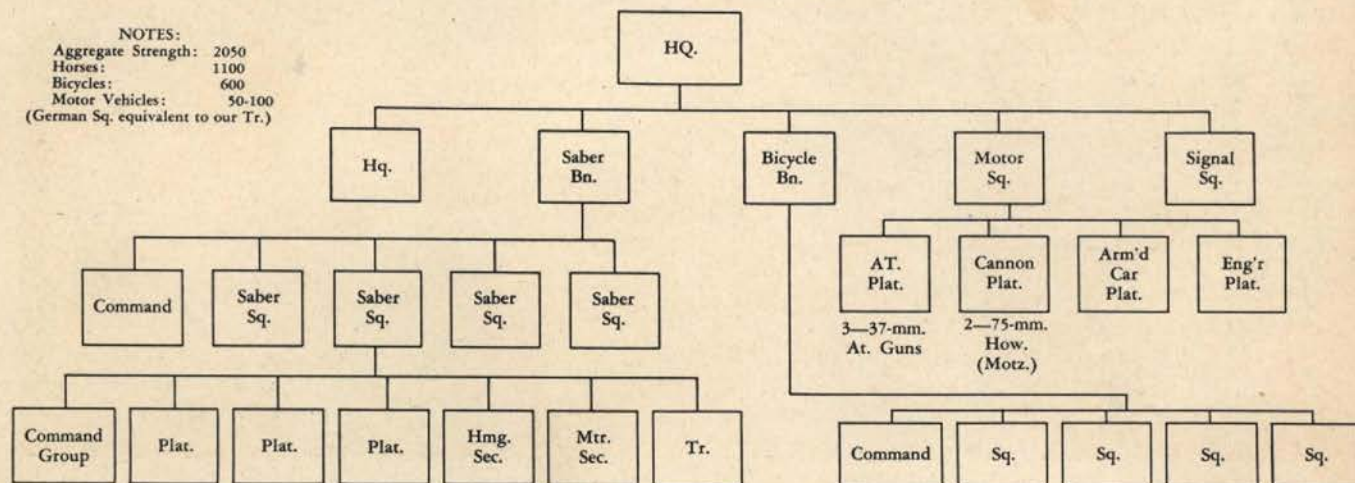 NOTES:
Aggregate Strength: 2050
Horses: 1100
Bicycles: 600
Motor Vehicles: 50-100
(German Sq. equivalent to our Tr.)
HQ.
Hq.
Saber
Bn.
Bicycle
Bn.
Motor
Sq.
Signal
Sq.
Command
Saber
Sq.
Saber
Sq.
Saber
Sq.
Saber
Sq.
AT.
Plat.
Cannon
Plat.
Arm'd
Car
Plat.
Eng'r
Plat.
3—37-mm.
At. Guns
2—75-mm.
How.
(Motz.)
Command
Group
Plat.
Plat.
Plat.
Hmg.
Sec.
Mtr.
Sec.
Tr.
Command
Sq.
Sq.
Sq.
Sq.